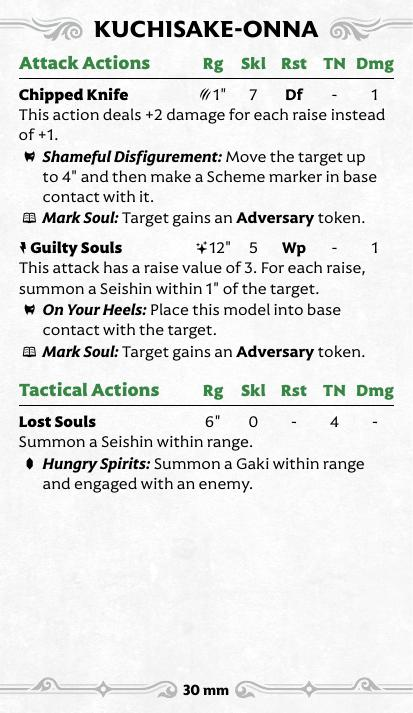 KUCHISAKE-ONNA
Attack Actions Rg Skl Rst TN Dmg
Chipped Knife 1" 7 Df - 1
This action deals +2 damage for each raise instead
of +1.
Shameful Disfigurement: Move the target up
to 4" and then make a Scheme marker in base
contact with it.
Mark Soul: Target gains an Adversary token.
Guilty Souls 12" 5 Wp - 1
This attack has a raise value of 3. For each raise,
summon a Seishin within 1" of the target.
On Your Heels: Place this model into base
contact with the target.
Mark Soul: Target gains an Adversary token.
Tactical Actions Rg Skl Rst TN Dmg
Lost Souls 6" 0 - 4 -
Summon a Seishin within range.
Hungry Spirits: Summon a Gaki within range
and engaged with an enemy.
30 mm